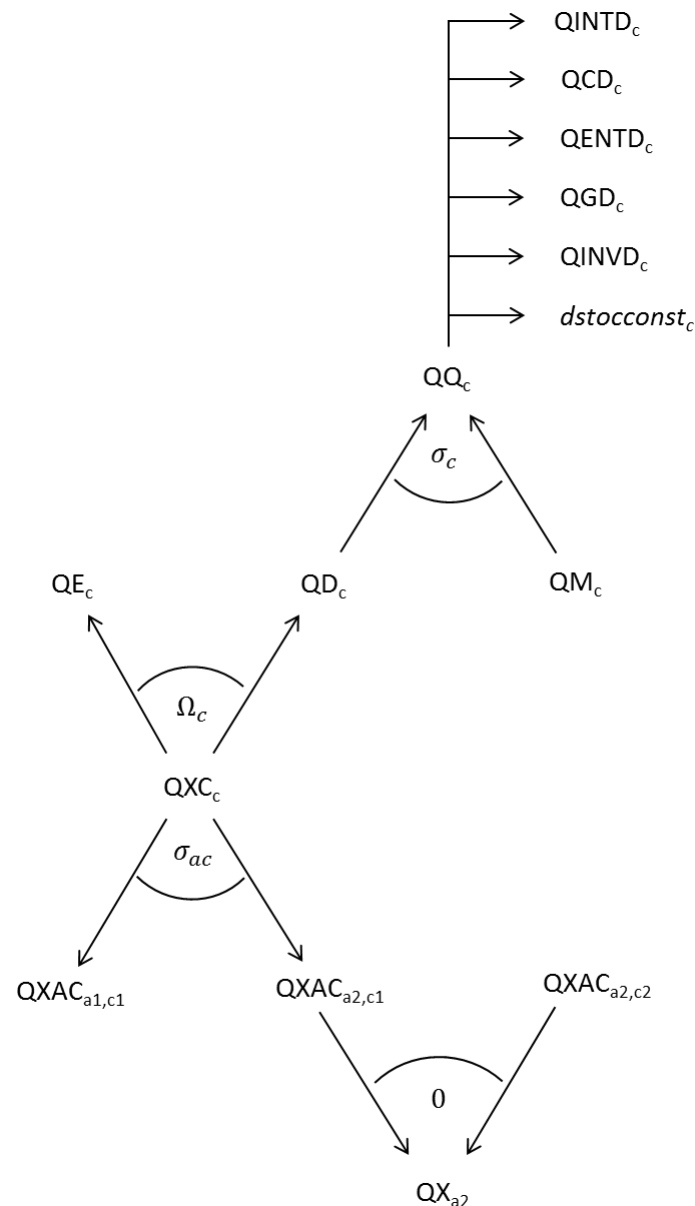 QINTDc
QCDc
QENTDc
QGDc
QINVDc
dstocconstc
QQc
σc
QEc QDc QMc
Ωc
QXCc
σac
QXACa1,c1 QXACa2,c1 QXACa2,c2
0
QXa2